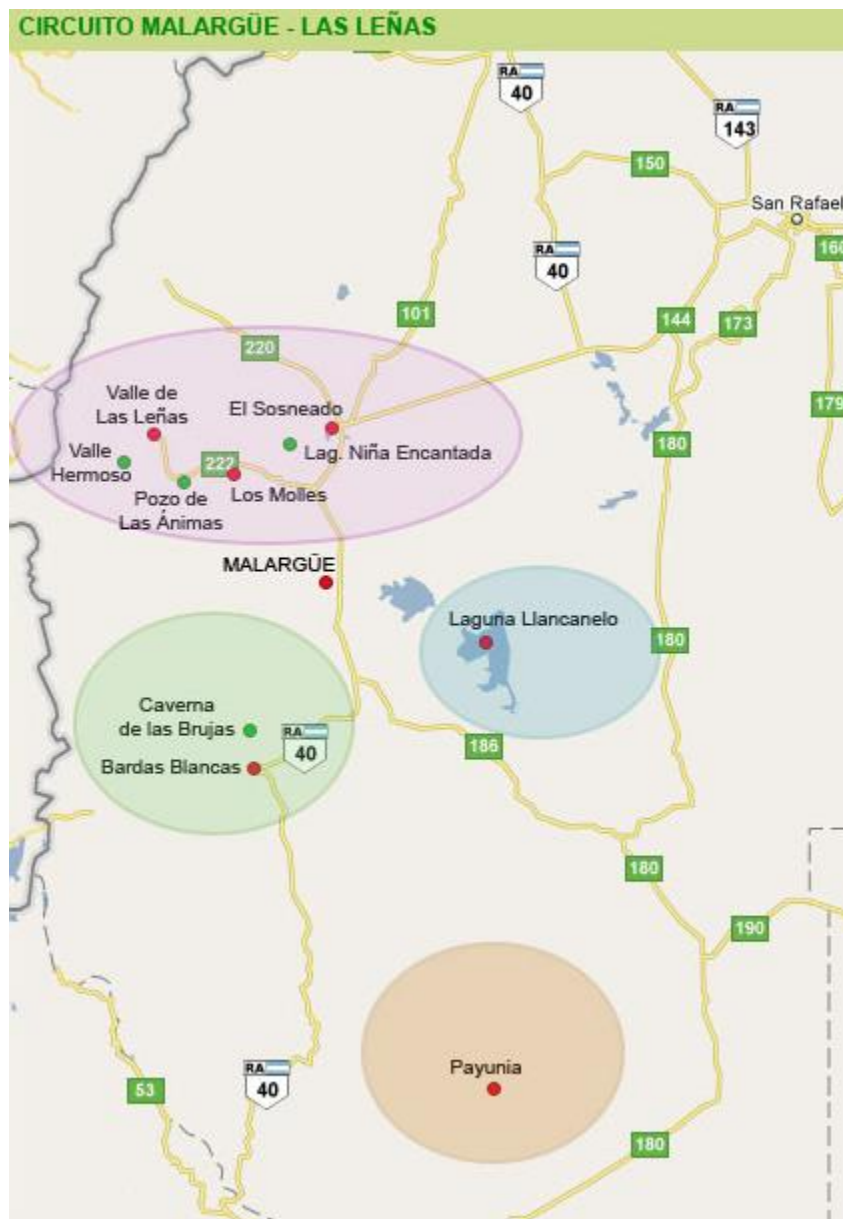 CIRCUITO MALARGÜE - LAS LEÑAS
RA
40
RA
143
150
San Rafael
RA
40
160
101
144
173
220
Valle de
Las Leñas
El Sosneado
179
Valle
Hermoso
222
Lag. Niña Encantada
180
Los Molles
Pozo de
Las Ánimas
MALARGÜE
Laguna Llancanelo
180
Caverna
de las Brujas
RA
40
186
Bardas Blancas
180
190
Payunia
RA
40
53
180